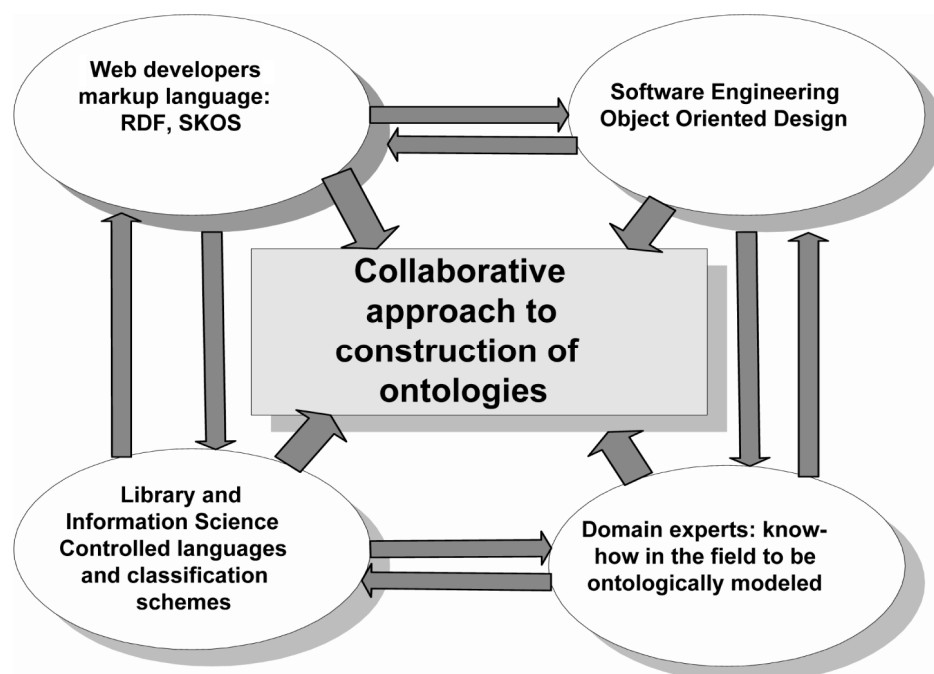 Web developers
markup language:
RDF, SKOS
Software Engineering
Object Oriented Design
Collaborative
approach to
construction of
ontologies
Library and
Information Science
Controlled languages
and classification
schemes
Domain experts: know-
how in the field to be
ontologically modeled